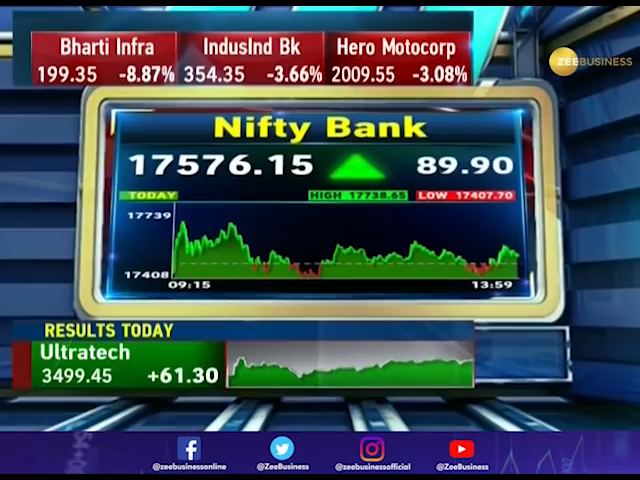 Bharti Infra
199.35 -8.87%
IndusInd Bk
354.35 -3.66%
Hero Motocorp
2009.55 -3.08%
ZEEBUSINESS
Nifty Bank
17576.15 89.90
TODAY HIGH 17738.65 LOW 17407.70
17739
17408
09:15 13:59
RESULTS TODAY
Ultratech
3499.45 +61.30
@zeebusinessonline @ZeeBusiness @zeebusinessofficial @ZeeBusiness